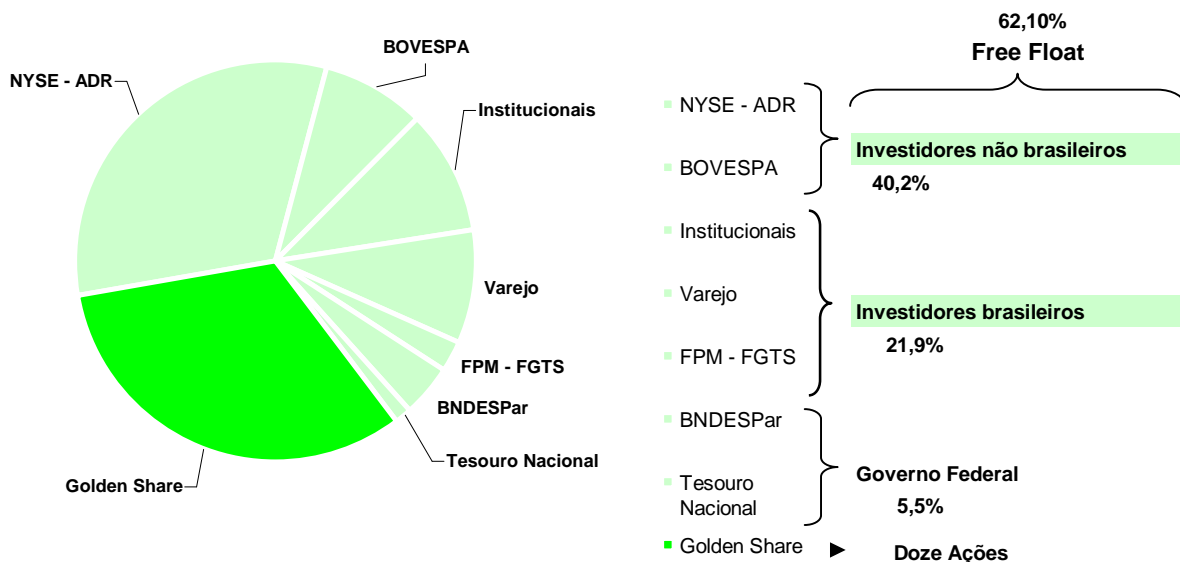 BOVESPA
NYSE - ADR
Institucionais
Varejo
FPM - FGTS
BNDESPar
Tesouro Nacional
Golden Share
62,10%
Free Float
NYSE - ADR
BOVESPA
Investidores não brasileiros
40,2%
Institucionais
Varejo
FPM - FGTS
Investidores brasileiros
21,9%
BNDESPar
Tesouro
Nacional
Governo Federal
5,5%
Golden Share
Doze Ações